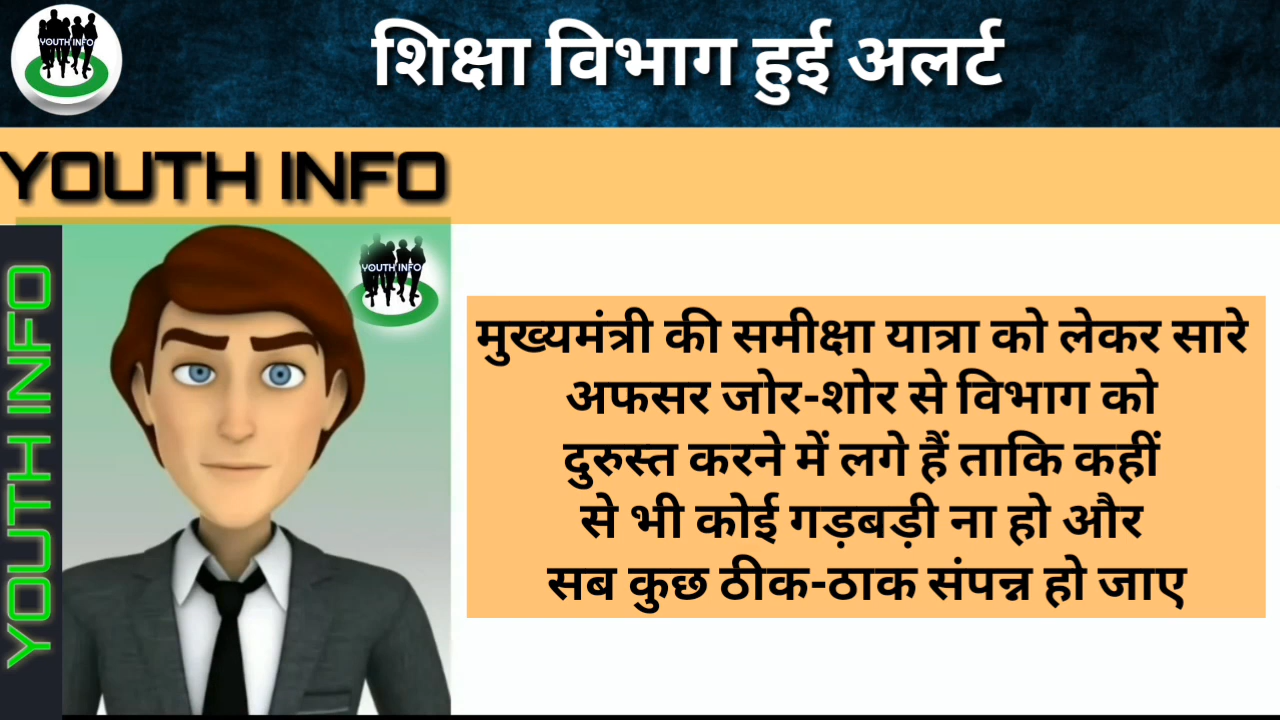 YOUTH INFO
शिक्षा विभाग हुई अलर्ट
YOUTH INFO
YOUTH INFO
YOUTH INFO
मुख्यमंत्री की समीक्षा यात्रा को लेकर सारे
अफसर जोर-शोर से विभाग को
दुरुस्त करने में लगे हैं ताकि कहीं
से भी कोई गड़बड़ी ना हो और
सब कुछ ठीक-ठाक संपन्न हो जाए